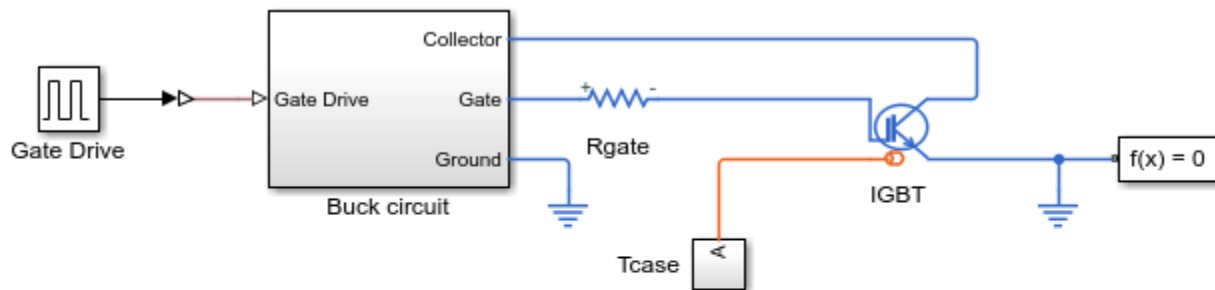 Collector
Gate Drive
Gate
+
-
Gate Drive
Rgate
Ground
f(x) = 0
Buck circuit
IGBT
Tcase
A